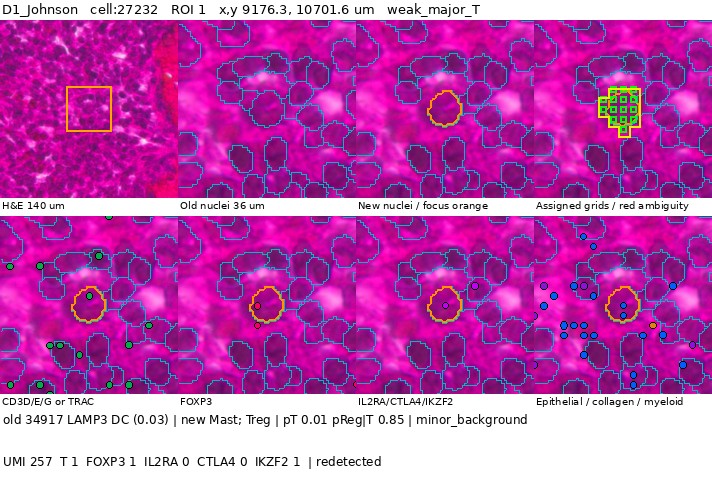 D1_Johnson   cell:27232   ROI 1   x,y 9176.3, 10701.6 um   weak_major_T
H&E 140 um
Old nuclei 36 um
New nuclei / focus orange
Assigned grids / red ambiguity
CD3D/E/G or TRAC
FOXP3
IL2RA/CTLA4/IKZF2
Epithelial / collagen / myeloid
old 34917 LAMP3 DC (0.03) | new Mast; Treg | pT 0.01 pReg|T 0.85 | minor_background
UMI 257  T 1  FOXP3 1  IL2RA 0  CTLA4 0  IKZF2 1  | redetected